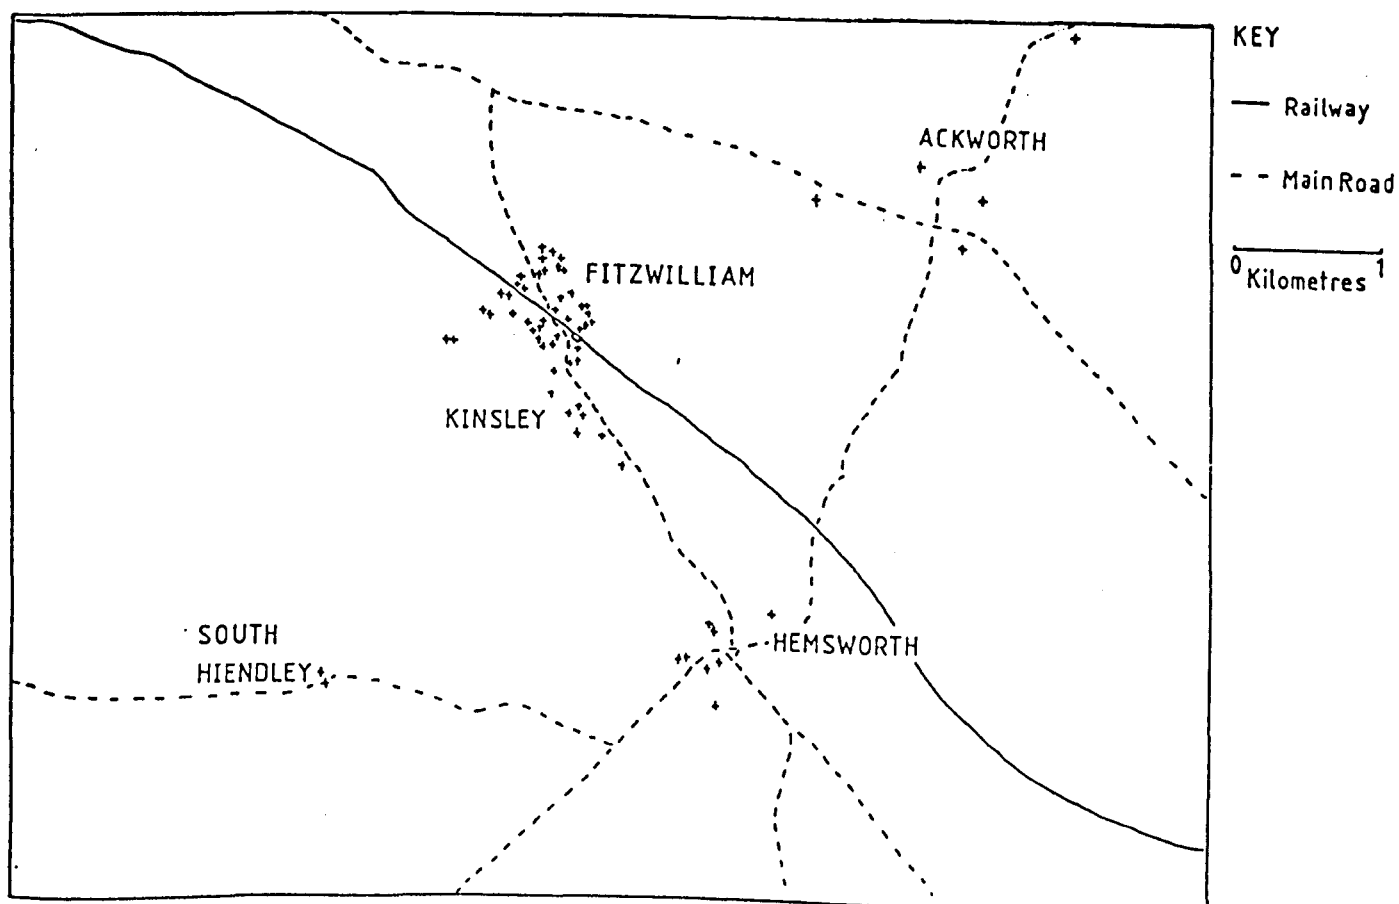 KEY
Railway
Main Road
0 1
Kilometres
ACKWORTH
FITZWILLIAM
KINSLEY
SOUTH
HIENDLEY
HEMSWORTH